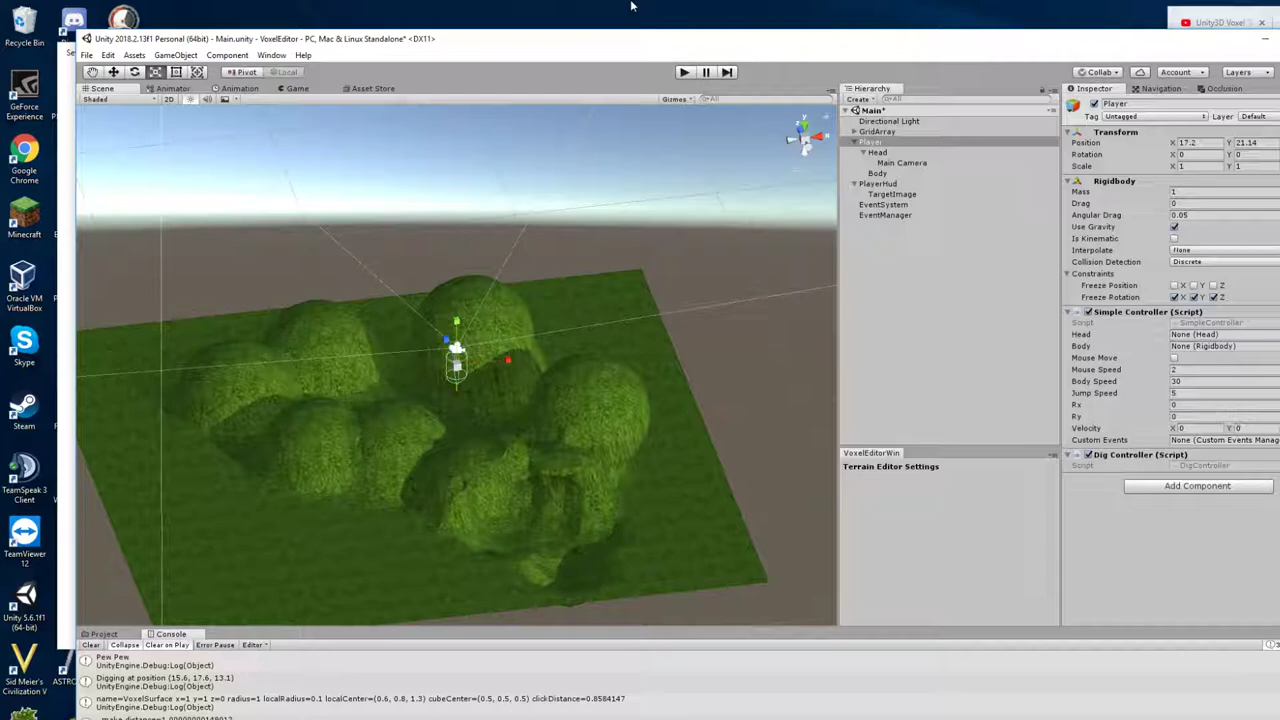 Recycle Bin
GeForce
Experience
Google
Chrome
Minecraft
Oracle VM
VirtualBox
Skype
Steam
TeamSpeak 3
Client
TeamViewer
12
Unity 5.6.1f1
(64-bit)
Sid Meier's
Civilization V
Unity3D Voxel
Unity 2018.2.13f1 Personal (64bit) - Main.unity - VoxelEditor - PC, Mac & Linux Standalone* <DX11>
File Edit Assets GameObject Component Window Help
Pivot Local
Collab Account Layers
Scene Animator Animation Game Asset Store
Shaded 2D Gizmos All
Hierarchy
Create All
Main*
Directional Light
GridArray
Player
Head
Main Camera
Body
PlayerHud
TargetImage
EventSystem
EventManager
VoxelEditorWin
Terrain Editor Settings
Inspector Navigation Occlusion
Player
Tag Untagged Layer Default
Transform
Position X 17.2 Y 21.14
Rotation X 0 Y 0
Scale X 1 Y 1
Rigidbody
Mass 1
Drag 0
Angular Drag 0.05
Use Gravity
Is Kinematic
Interpolate None
Collision Detection Discrete
Constraints
Freeze Position X Y Z
Freeze Rotation X Y Z
Simple Controller (Script)
Script SimpleController
Head None (Head)
Body None (Rigidbody)
Mouse Move
Mouse Speed 2
Body Speed 30
Jump Speed 5
Rx 0
Ry 0
Velocity X 0 Y 0
Custom Events None (Custom Events Manag
Dig Controller (Script)
Script DigController
Add Component
Project Console
Clear Collapse Clear on Play Error Pause Editor
Pew Pew
UnityEngine.Debug:Log(Object)
Digging at position (15.6, 17.6, 13.1)
UnityEngine.Debug:Log(Object)
name=VoxelSurface x=1 y=1 z=0 radius=1 localRadius=0.1 localCenter=(0.6, 0.8, 1.3) cubeCenter=(0.5, 0.5, 0.5) clickDistance=0.8584147
UnityEngine.Debug:Log(Object)